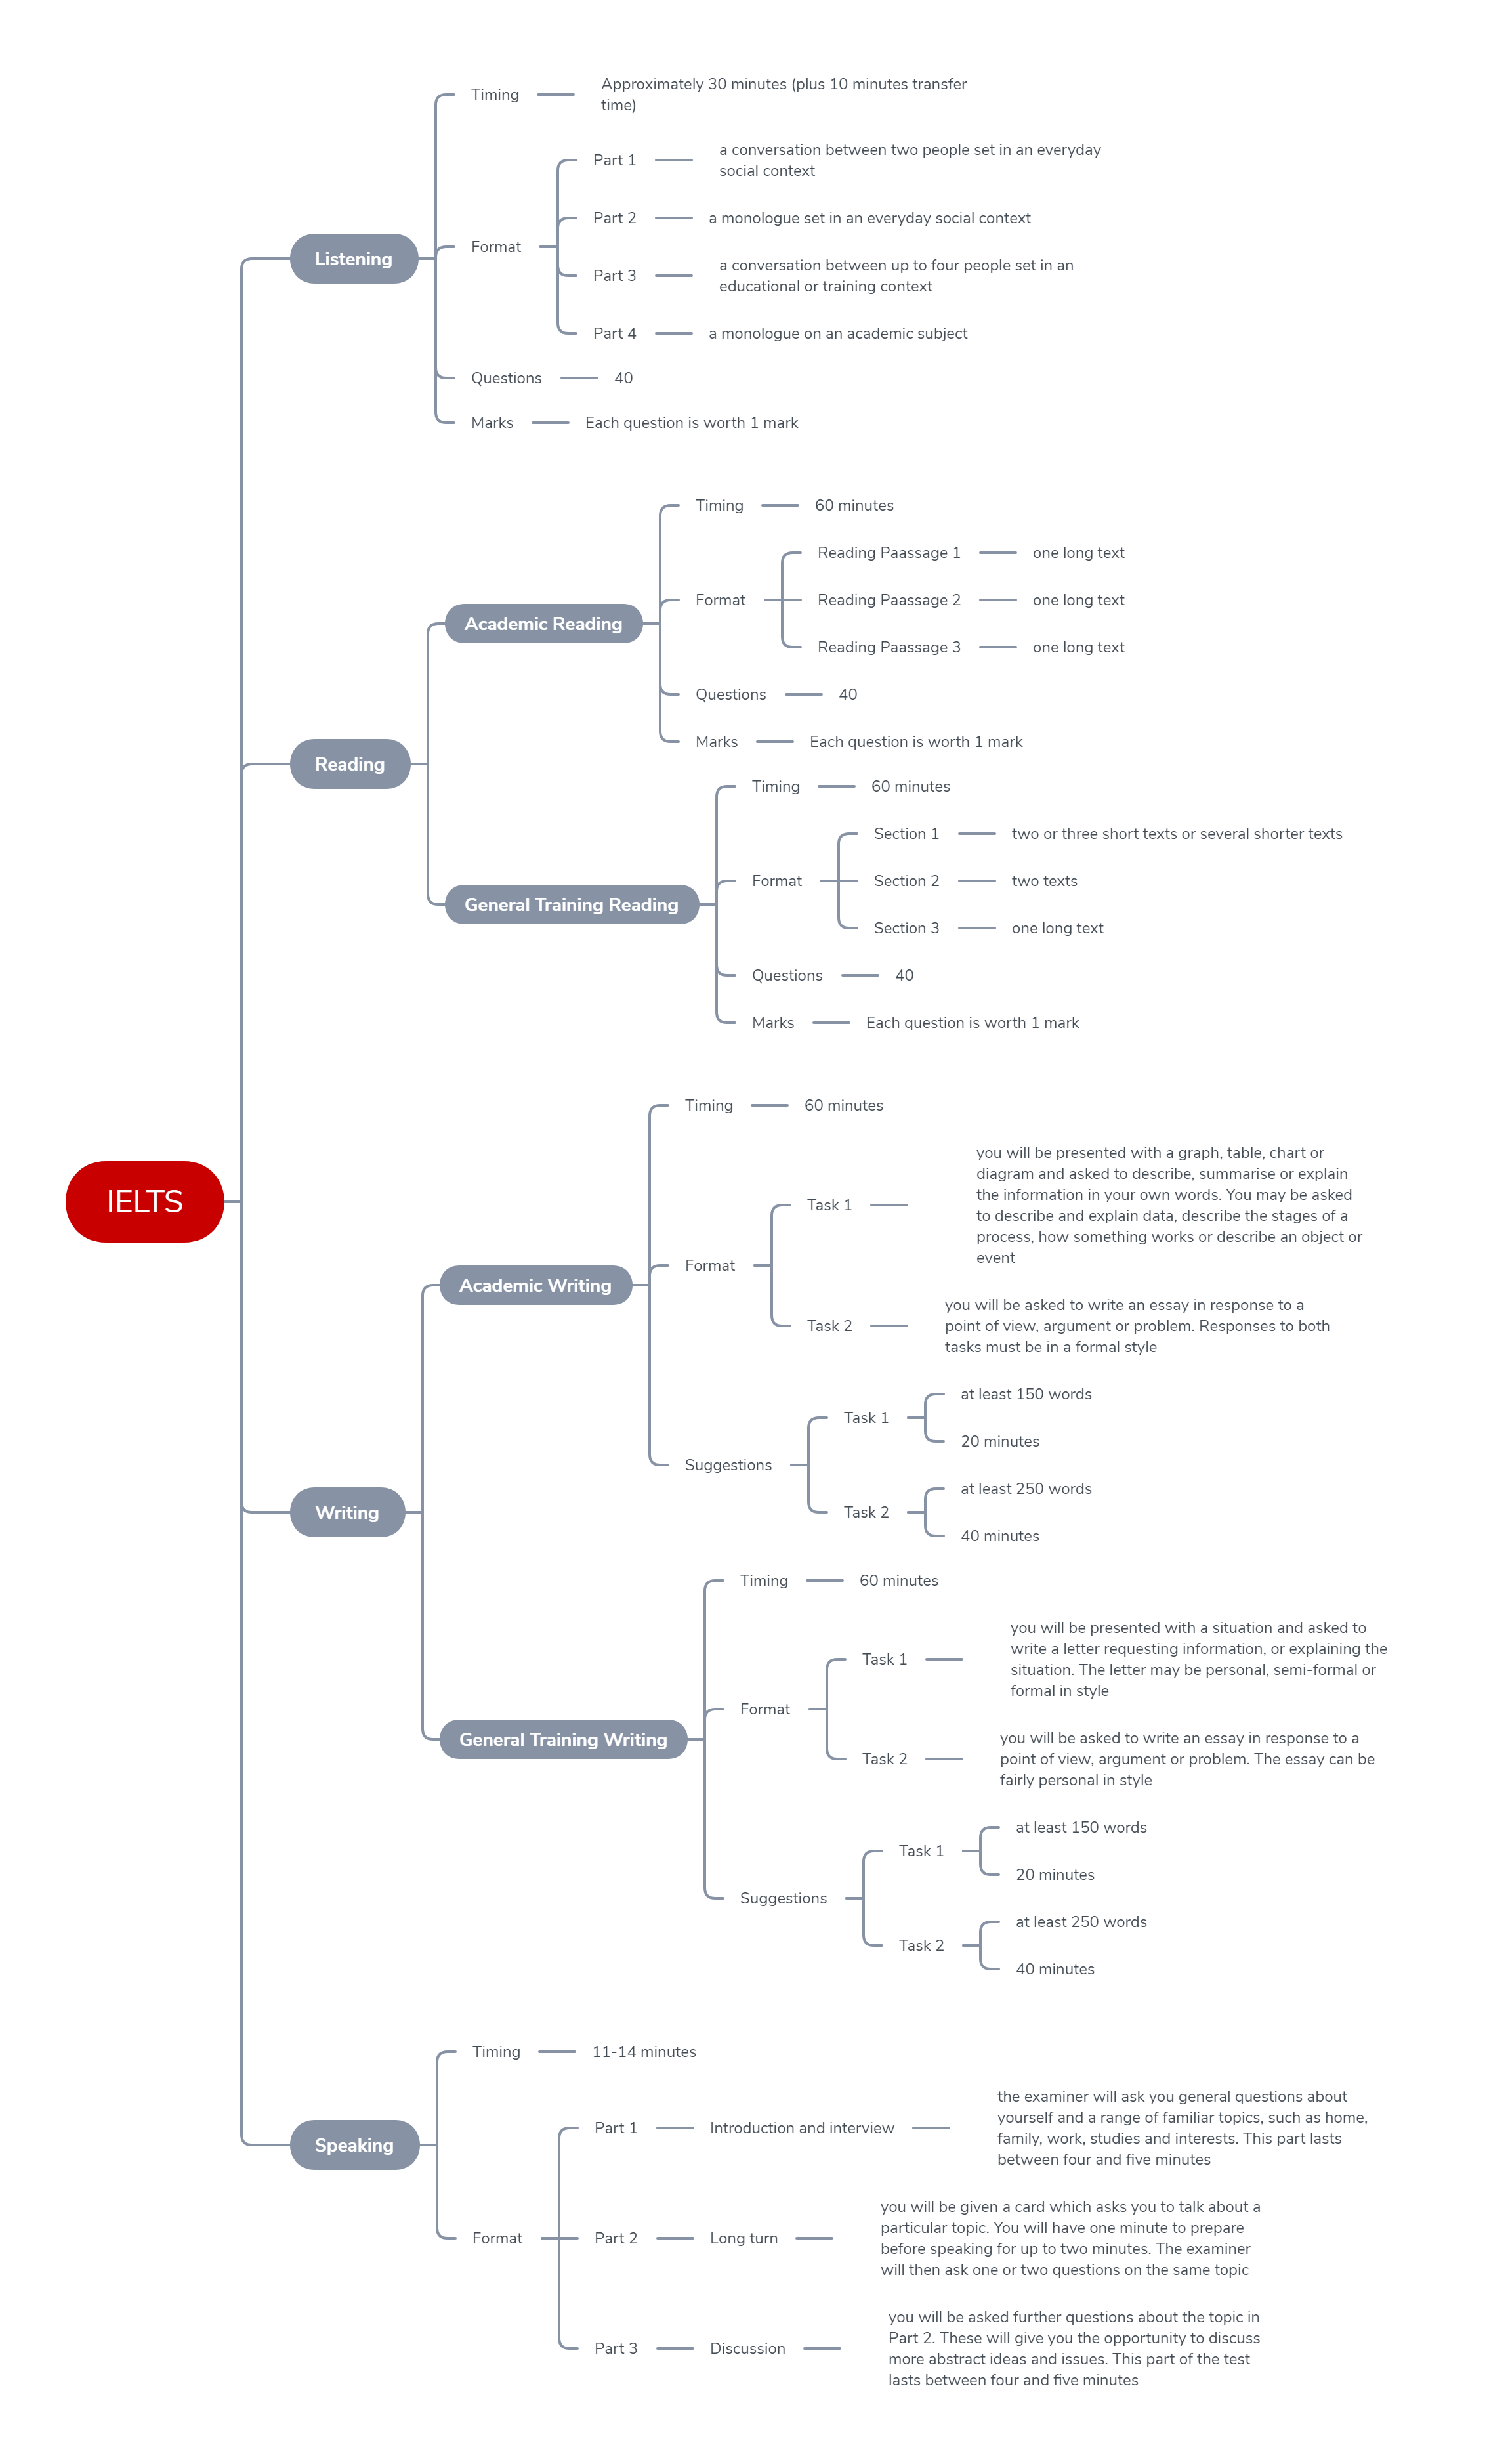 IELTS
Listening
Timing
Approximately 30 minutes (plus 10 minutes transfer
time)
Format
Part 1
a conversation between two people set in an everyday
social context
Part 2
a monologue set in an everyday social context
Part 3
a conversation between up to four people set in an
educational or training context
Part 4
a monologue on an academic subject
Questions
40
Marks
Each question is worth 1 mark
Reading
Academic Reading
Timing
60 minutes
Format
Reading Paassage 1
one long text
Reading Paassage 2
one long text
Reading Paassage 3
one long text
Questions
40
Marks
Each question is worth 1 mark
General Training Reading
Timing
60 minutes
Format
Section 1
two or three short texts or several shorter texts
Section 2
two texts
Section 3
one long text
Questions
40
Marks
Each question is worth 1 mark
Writing
Academic Writing
Timing
60 minutes
Format
Task 1
you will be presented with a graph, table, chart or
diagram and asked to describe, summarise or explain
the information in your own words. You may be asked
to describe and explain data, describe the stages of a
process, how something works or describe an object or
event
Task 2
you will be asked to write an essay in response to a
point of view, argument or problem. Responses to both
tasks must be in a formal style
Suggestions
Task 1
at least 150 words
20 minutes
Task 2
at least 250 words
40 minutes
General Training Writing
Timing
60 minutes
Format
Task 1
you will be presented with a situation and asked to
write a letter requesting information, or explaining the
situation. The letter may be personal, semi-formal or
formal in style
Task 2
you will be asked to write an essay in response to a
point of view, argument or problem. The essay can be
fairly personal in style
Suggestions
Task 1
at least 150 words
20 minutes
Task 2
at least 250 words
40 minutes
Speaking
Timing
11-14 minutes
Format
Part 1
Introduction and interview
the examiner will ask you general questions about
yourself and a range of familiar topics, such as home,
family, work, studies and interests. This part lasts
between four and five minutes
Part 2
Long turn
you will be given a card which asks you to talk about a
particular topic. You will have one minute to prepare
before speaking for up to two minutes. The examiner
will then ask one or two questions on the same topic
Part 3
Discussion
you will be asked further questions about the topic in
Part 2. These will give you the opportunity to discuss
more abstract ideas and issues. This part of the test
lasts between four and five minutes